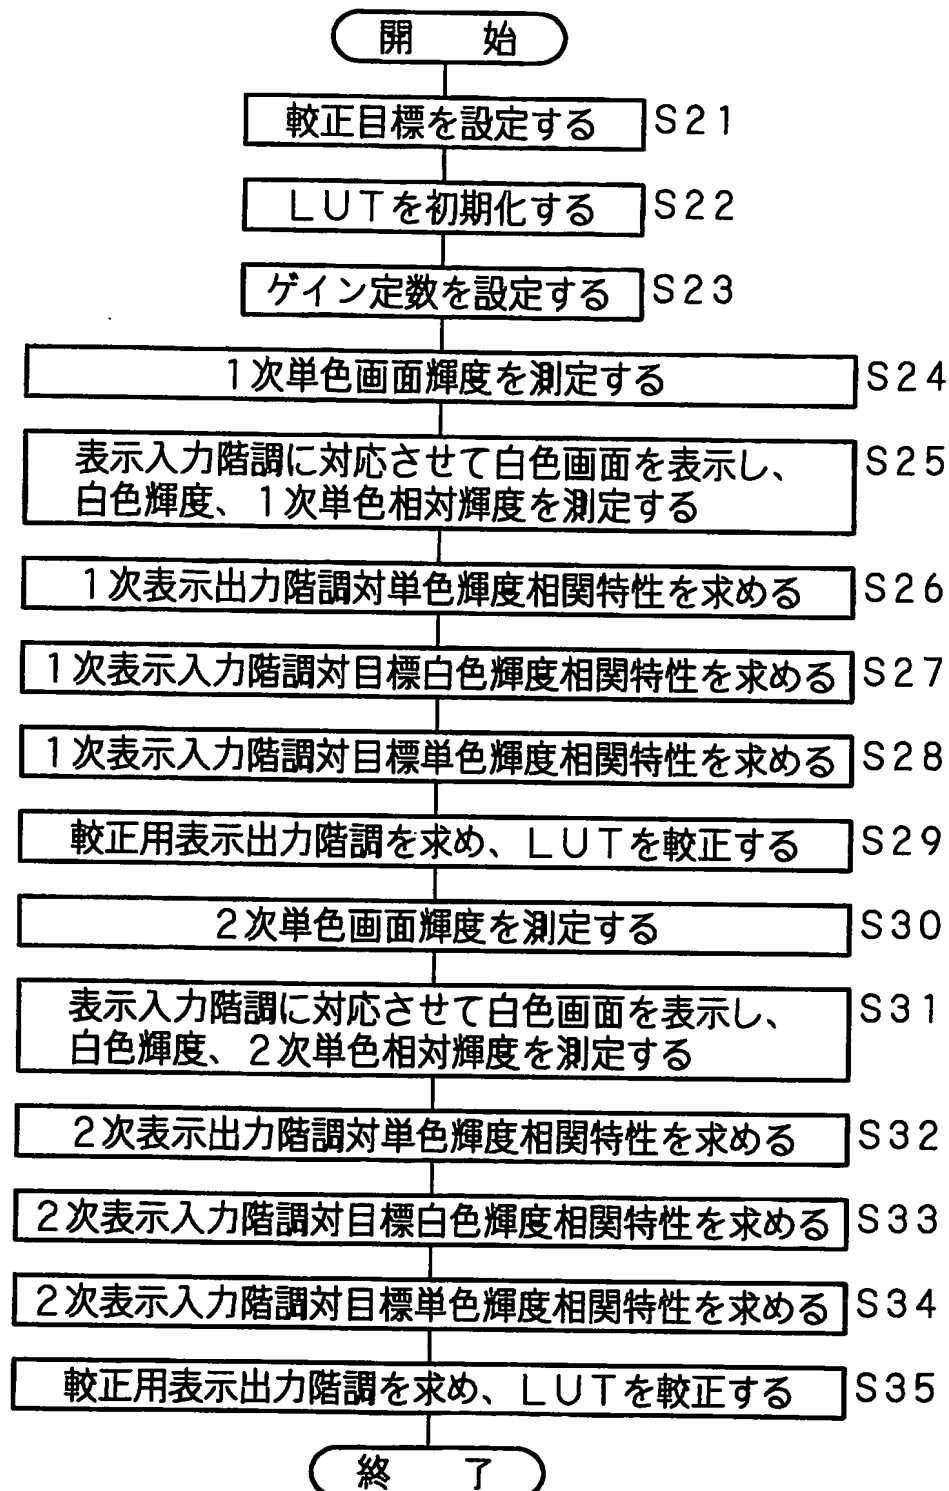 開 始
較正目標を設定する S21
LUTを初期化する S22
ゲイン定数を設定する S23
1次単色画面輝度を測定する S24
表示入力階調に対応させて白色画面を表示し、 S25
白色輝度、1次単色相対輝度を測定する
1次表示出力階調対単色輝度相関特性を求める S26
1次表示入力階調対目標白色輝度相関特性を求める S27
1次表示入力階調対目標単色輝度相関特性を求める S28
較正用表示出力階調を求め、LUTを較正する S29
2次単色画面輝度を測定する S30
表示入力階調に対応させて白色画面を表示し、 S31
白色輝度、2次単色相対輝度を測定する
2次表示出力階調対単色輝度相関特性を求める S32
2次表示入力階調対目標白色輝度相関特性を求める S33
2次表示入力階調対目標単色輝度相関特性を求める S34
較正用表示出力階調を求め、LUTを較正する S35
終 了